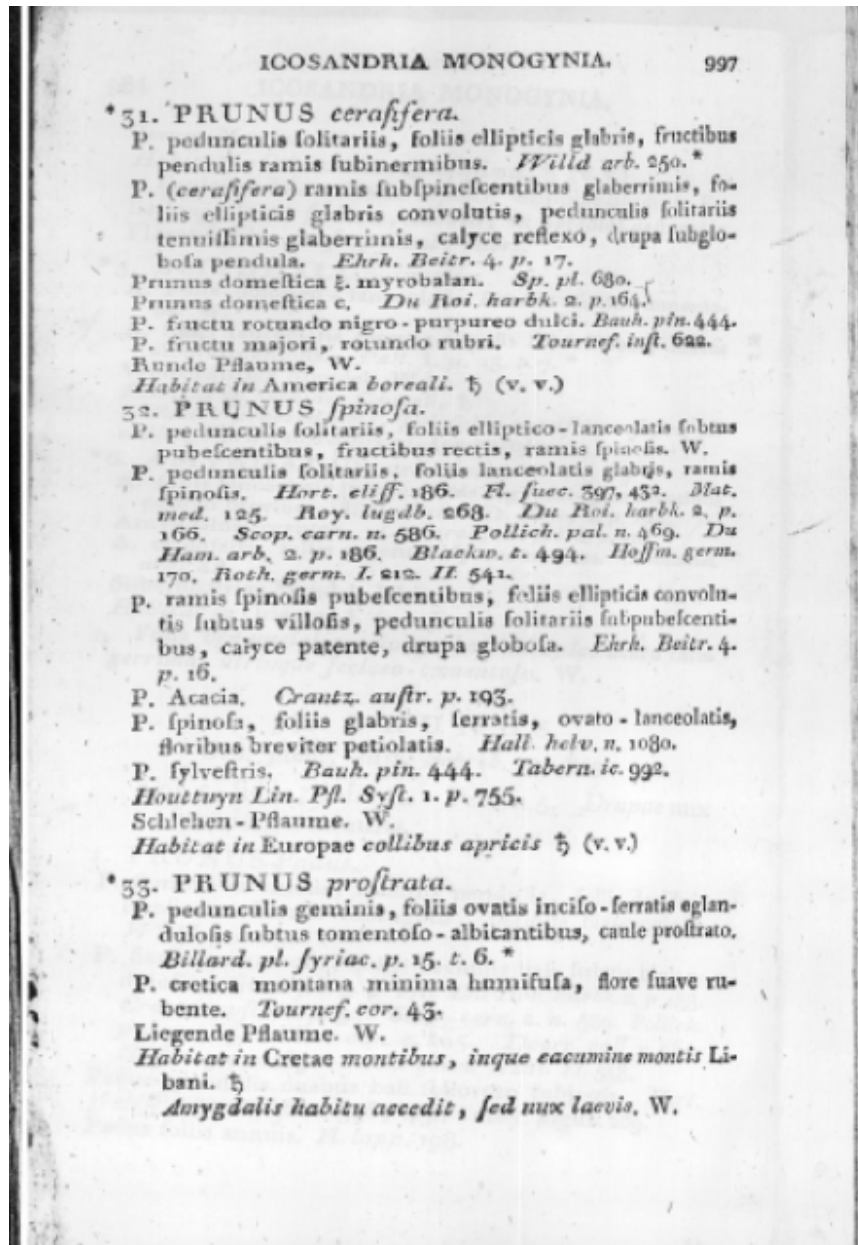 ICOSANDRIA MONOGYNIA. 997
*31. PRUNUS ceraſifera.
P. pedunculis ſolitariis, foliis ellipticis glabris, fructibus
pendulis ramis ſubinermibus. Willd arb. 250. *
P. (ceraſifera) ramis ſubſpineſcentibus glaberrimis, fo-
liis ellipticis glabris convolutis, pedunculis ſolitariis
tenuiſſimis glaberrimis, calyce reflexo, drupa ſubglo-
boſa pendula. Ehrh. Beitr. 4. p. 17.
Prunus domeſtica ξ. myrobalan. Sp. pl. 680.
Prunus domeſtica c. Du Roi. harbk. 2. p. 164.
P. fructu rotundo nigro-purpureo dulci. Bauh. pin. 444.
P. fructu majori, rotundo rubri. Tournef. inſt. 622.
Runde Pflaume, W.
Habitat in America boreali. ♄ (v. v.)
32. PRUNUS ſpinoſa.
P. pedunculis ſolitariis, foliis elliptico-lanceolatis ſubtus
pubeſcentibus, fructibus rectis, ramis ſpinoſis. W.
P. pedunculis ſolitariis, foliis lanceolatis glabris, ramis
ſpinoſis. Hort. cliff. 186. Fl. ſuec. 397, 432. Mat.
med. 125. Roy. lugdb. 268. Du Roi. harbk. 2. p.
166. Scop. carn. n. 586. Pollich. pal. n. 469. Du
Ham. arb. 2. p. 186. Blackw. t. 494. Hoffm. germ.
170. Roth. germ. I. 212. II. 541.
P. ramis ſpinoſis pubeſcentibus, foliis ellipticis convolu-
tis ſubtus villoſis, pedunculis ſolitariis ſubpubeſcenti-
bus, calyce patente, drupa globoſa. Ehrh. Beitr. 4.
p. 16.
P. Acacia. Crantz. auſtr. p. 193.
P. ſpinoſa, foliis glabris, ſerratis, ovato-lanceolatis,
floribus breviter petiolatis. Hall. helv. n. 1080.
P. ſylveſtris. Bauh. pin. 444. Tabern. ic. 992.
Houttuyn Lin. Pfl. Syſt. 1. p. 755.
Schlehen-Pflaume. W.
Habitat in Europae collibus apricis ♄ (v. v.)
*33. PRUNUS proſtrata.
P. pedunculis geminis, foliis ovatis inciſo-ſerratis eglan-
duloſis ſubtus tomentoſo-albicantibus, caule proſtrato.
Billard. pl. ſyriac. p. 15. t. 6. *
P. cretica montana minima humifuſa, flore ſuave ru-
bente. Tournef. cor. 43.
Liegende Pflaume. W.
Habitat in Cretae montibus, inque cacumine montis Li-
bani. ♄
Amygdalis habitu accedit, ſed nux laevis. W.